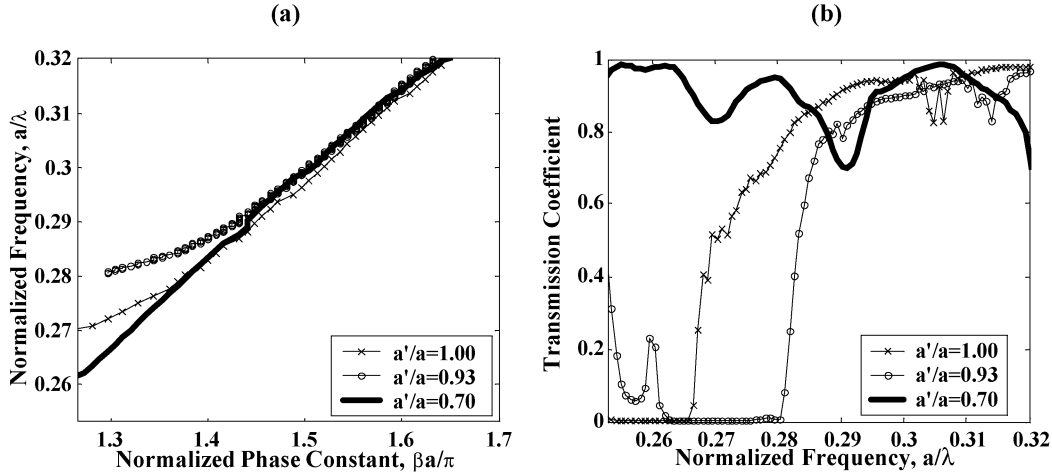 (a)
Normalized Frequency, a/λ
0.32
0.31
0.3
0.29
0.28
0.27
0.26
1.3
1.4
1.5
1.6
1.7
a'/a=1.00
a'/a=0.93
a'/a=0.70
Normalized Phase Constant, βa/π
(b)
Transmission Coefficient
1
0.8
0.6
0.4
0.2
0
0.26
0.27
0.28
0.29
0.3
0.31
0.32
a'/a=1.00
a'/a=0.93
a'/a=0.70
Normalized Frequency, a/λ